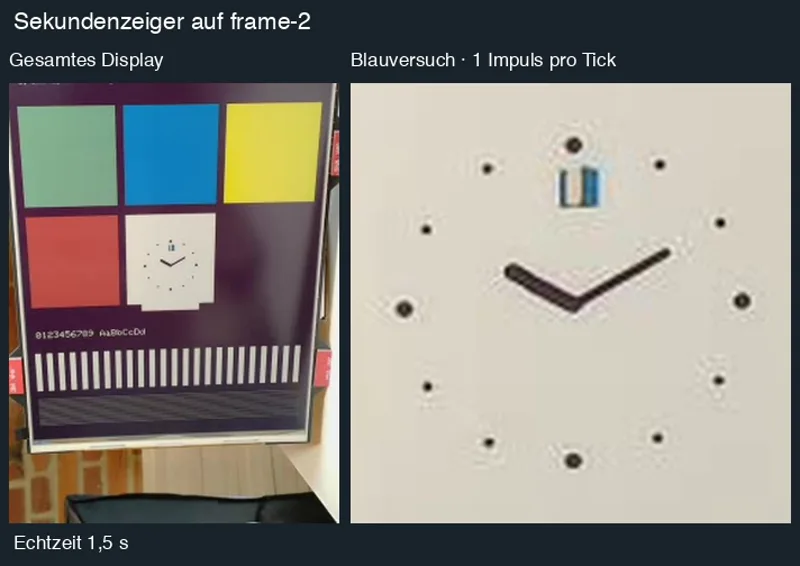 Sekundenzeiger auf frame-2
Gesamtes Display
Blauversuch · 1 Impuls pro Tick
0123456789 AaBbCcDd
Echtzeit 1,5 s